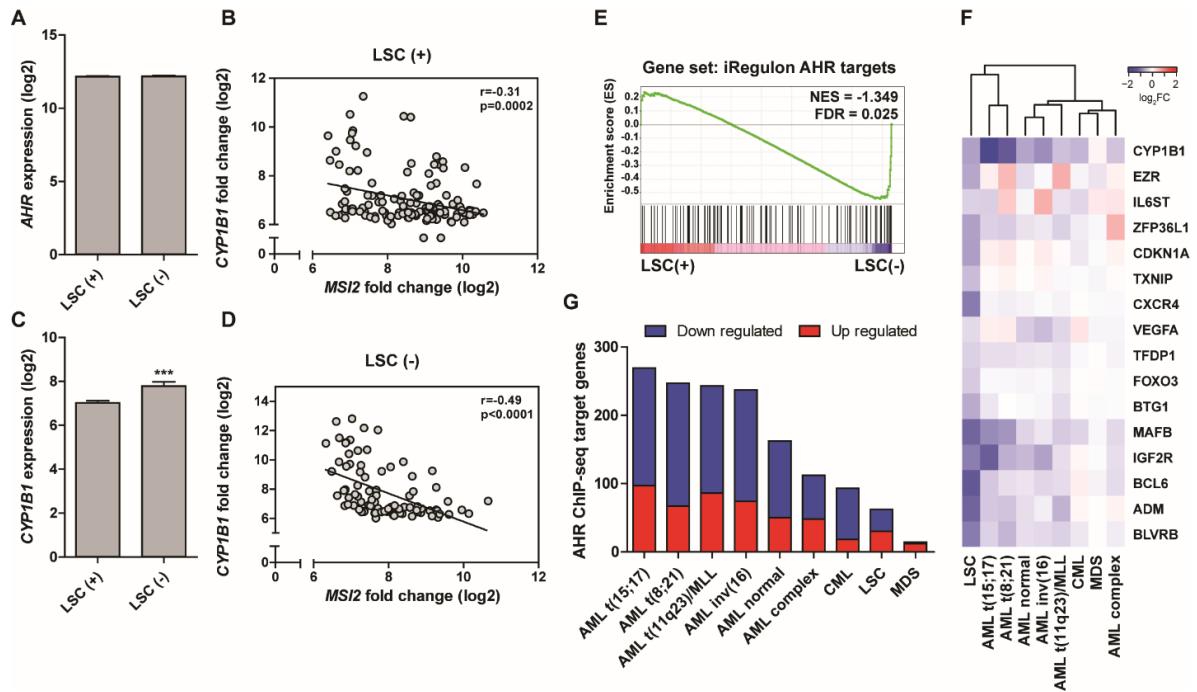 A
AHR expression (log2)
15
10
5
0
LSC (+)
LSC (-)
B
LSC (+)
r=-0.31
p=0.0002
CYP1B1 fold change (log2)
12
10
8
6
0
0
6
8
10
12
MSI2 fold change (log2)
C
CYP1B1 expression (log2)
10
8
6
4
2
0
***
LSC (+)
LSC (-)
D
LSC (-)
r=-0.49
p<0.0001
CYP1B1 fold change (log2)
14
12
10
8
6
0
0
6
8
10
12
MSI2 fold change (log2)
E
Gene set: iRegulon AHR targets
NES = -1.349
FDR = 0.025
Enrichment score (ES)
0.2
0.1
0.0
-0.1
-0.2
-0.3
-0.4
-0.5
LSC(+)
LSC(-)
G
Down regulated
Up regulated
AHR ChIP-seq target genes
300
200
100
0
AML t(15;17)
AML t(8;21)
AML t(11q23)/MLL
AML inv(16)
AML normal
AML complex
CML
LSC
MDS
F
-2
0
2
log2FC
CYP1B1
EZR
IL6ST
ZFP36L1
CDKN1A
TXNIP
CXCR4
VEGFA
TFDP1
FOXO3
BTG1
MAFB
IGF2R
BCL6
ADM
BLVRB
LSC
AML t(15;17)
AML t(8;21)
AML normal
AML inv(16)
AML t(11q23)/MLL
CML
MDS
AML complex